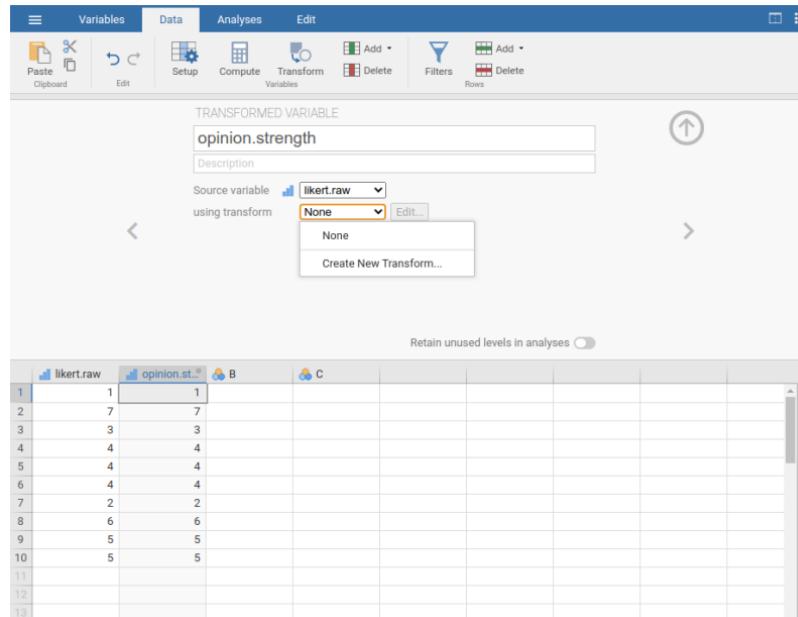 Variables Data Analyses Edit
Paste
Clipboard
Edit
Setup Compute Transform
Add
Delete
Variables
Filters
Add
Delete
Rows
TRANSFORMED VARIABLE
opinion.strength
Description
Source variable likert.raw
using transform None Edit...
None
Create New Transform...
Retain unused levels in analyses
likert.raw opinion.st.. B C
1 1 1
2 7 7
3 3 3
4 4 4
5 4 4
6 4 4
7 2 2
8 6 6
9 5 5
10 5 5
11
12
13